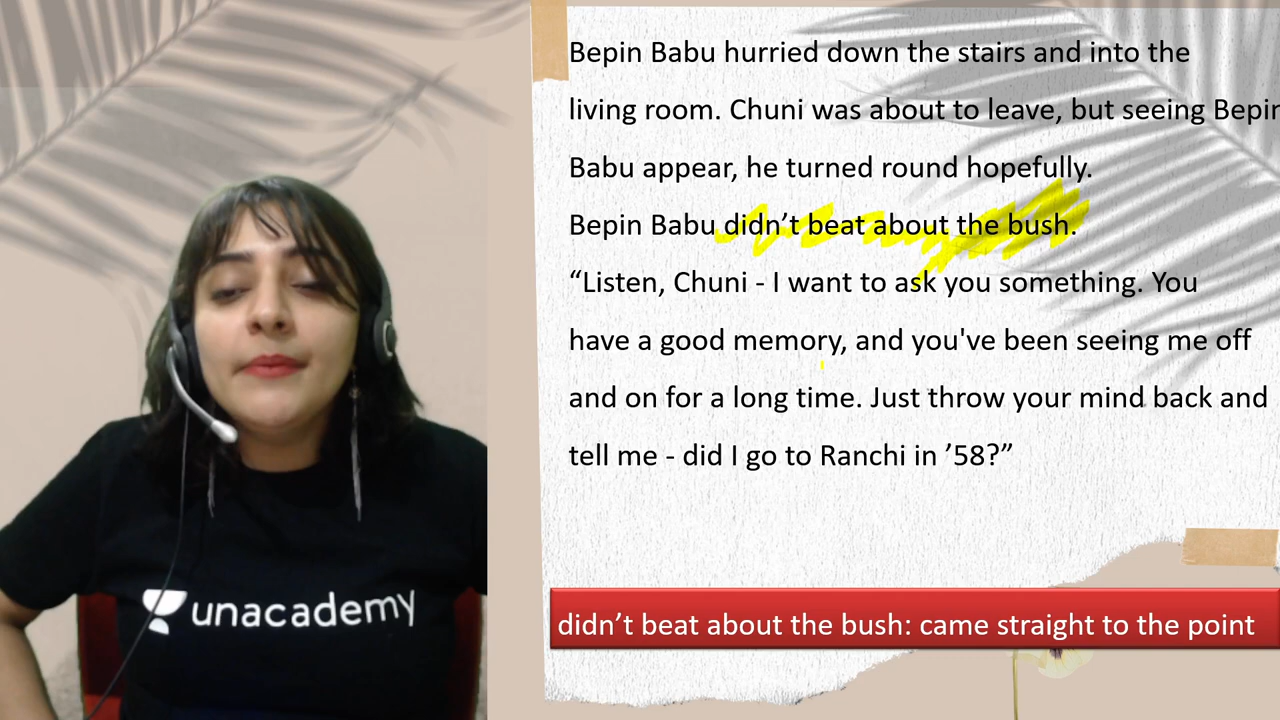 Bepin Babu hurried down the stairs and into the
living room. Chuni was about to leave, but seeing Bepin
Babu appear, he turned round hopefully.
Bepin Babu didn’t beat about the bush.
“Listen, Chuni - I want to ask you something. You
have a good memory, and you've been seeing me off
and on for a long time. Just throw your mind back and
tell me - did I go to Ranchi in ’58?”
didn’t beat about the bush: came straight to the point
unacademy